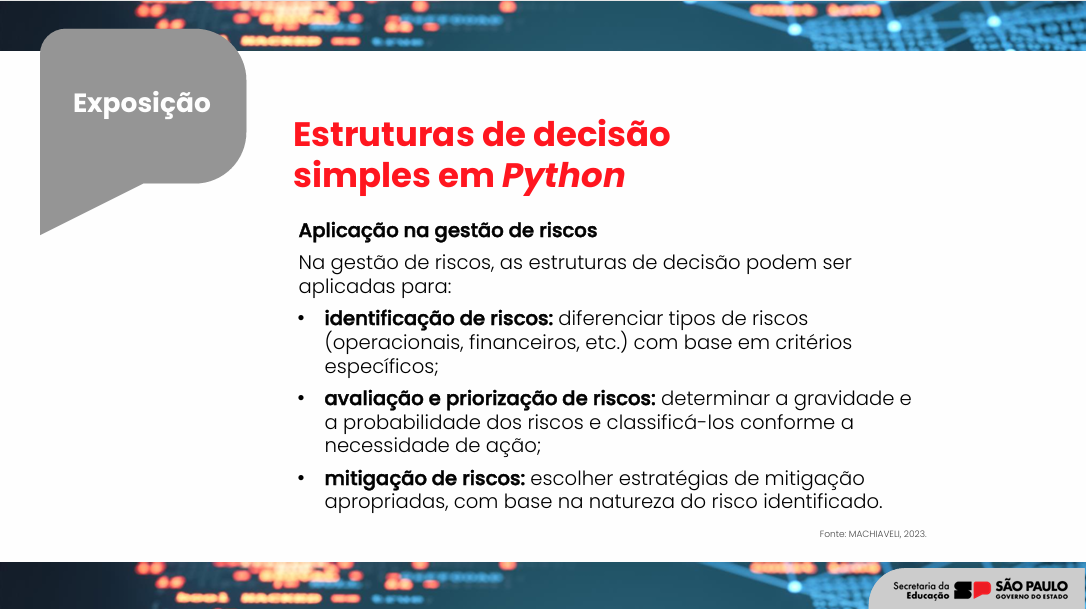 Exposição
Estruturas de decisão
simples em Python
Aplicação na gestão de riscos
Na gestão de riscos, as estruturas de decisão podem ser
aplicadas para:
• identificação de riscos: diferenciar tipos de riscos
(operacionais, financeiros, etc.) com base em critérios
específicos;
• avaliação e priorização de riscos: determinar a gravidade e
a probabilidade dos riscos e classificá-los conforme a
necessidade de ação;
• mitigação de riscos: escolher estratégias de mitigação
apropriadas, com base na natureza do risco identificado.
Fonte: MACHIAVELI, 2023.
Secretaria da
Educação
SÃO PAULO
GOVERNO DO ESTADO